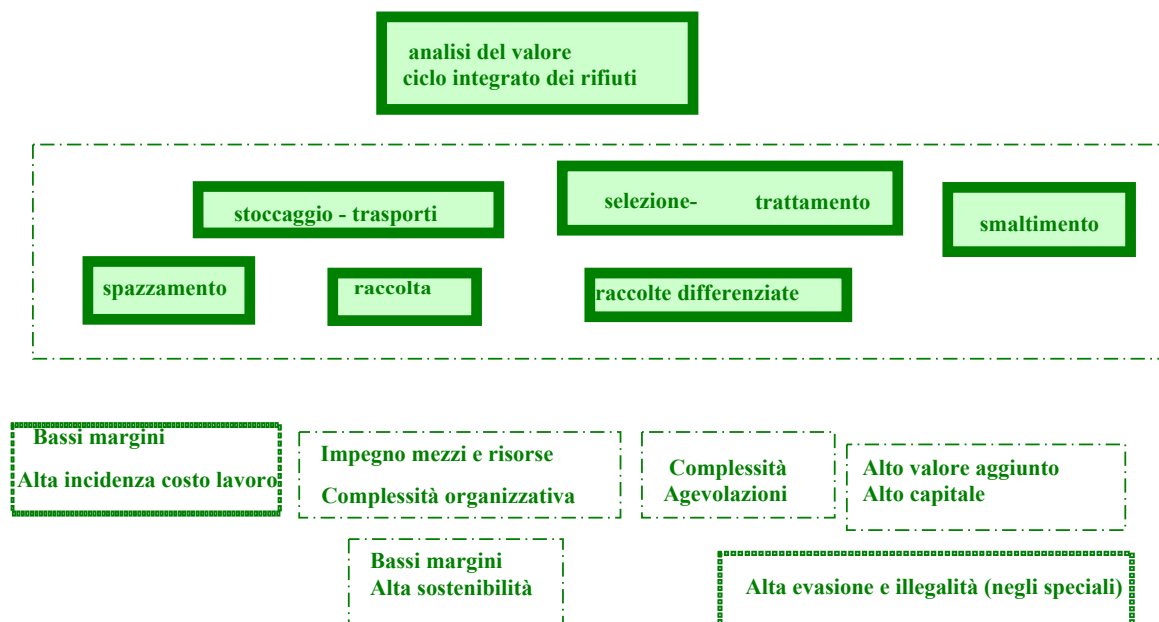 analisi del valore
ciclo integrato dei rifiuti
stoccaggio - trasporti
selezione- trattamento
smaltimento
spazzamento
raccolta
raccolte differenziate
Bassi margini
Alta incidenza costo lavoro
Impegno mezzi e risorse
Complessità organizzativa
Complessità
Agevolazioni
Alto valore aggiunto
Alto capitale
Bassi margini
Alta sostenibilità
Alta evasione e illegalità (negli speciali)